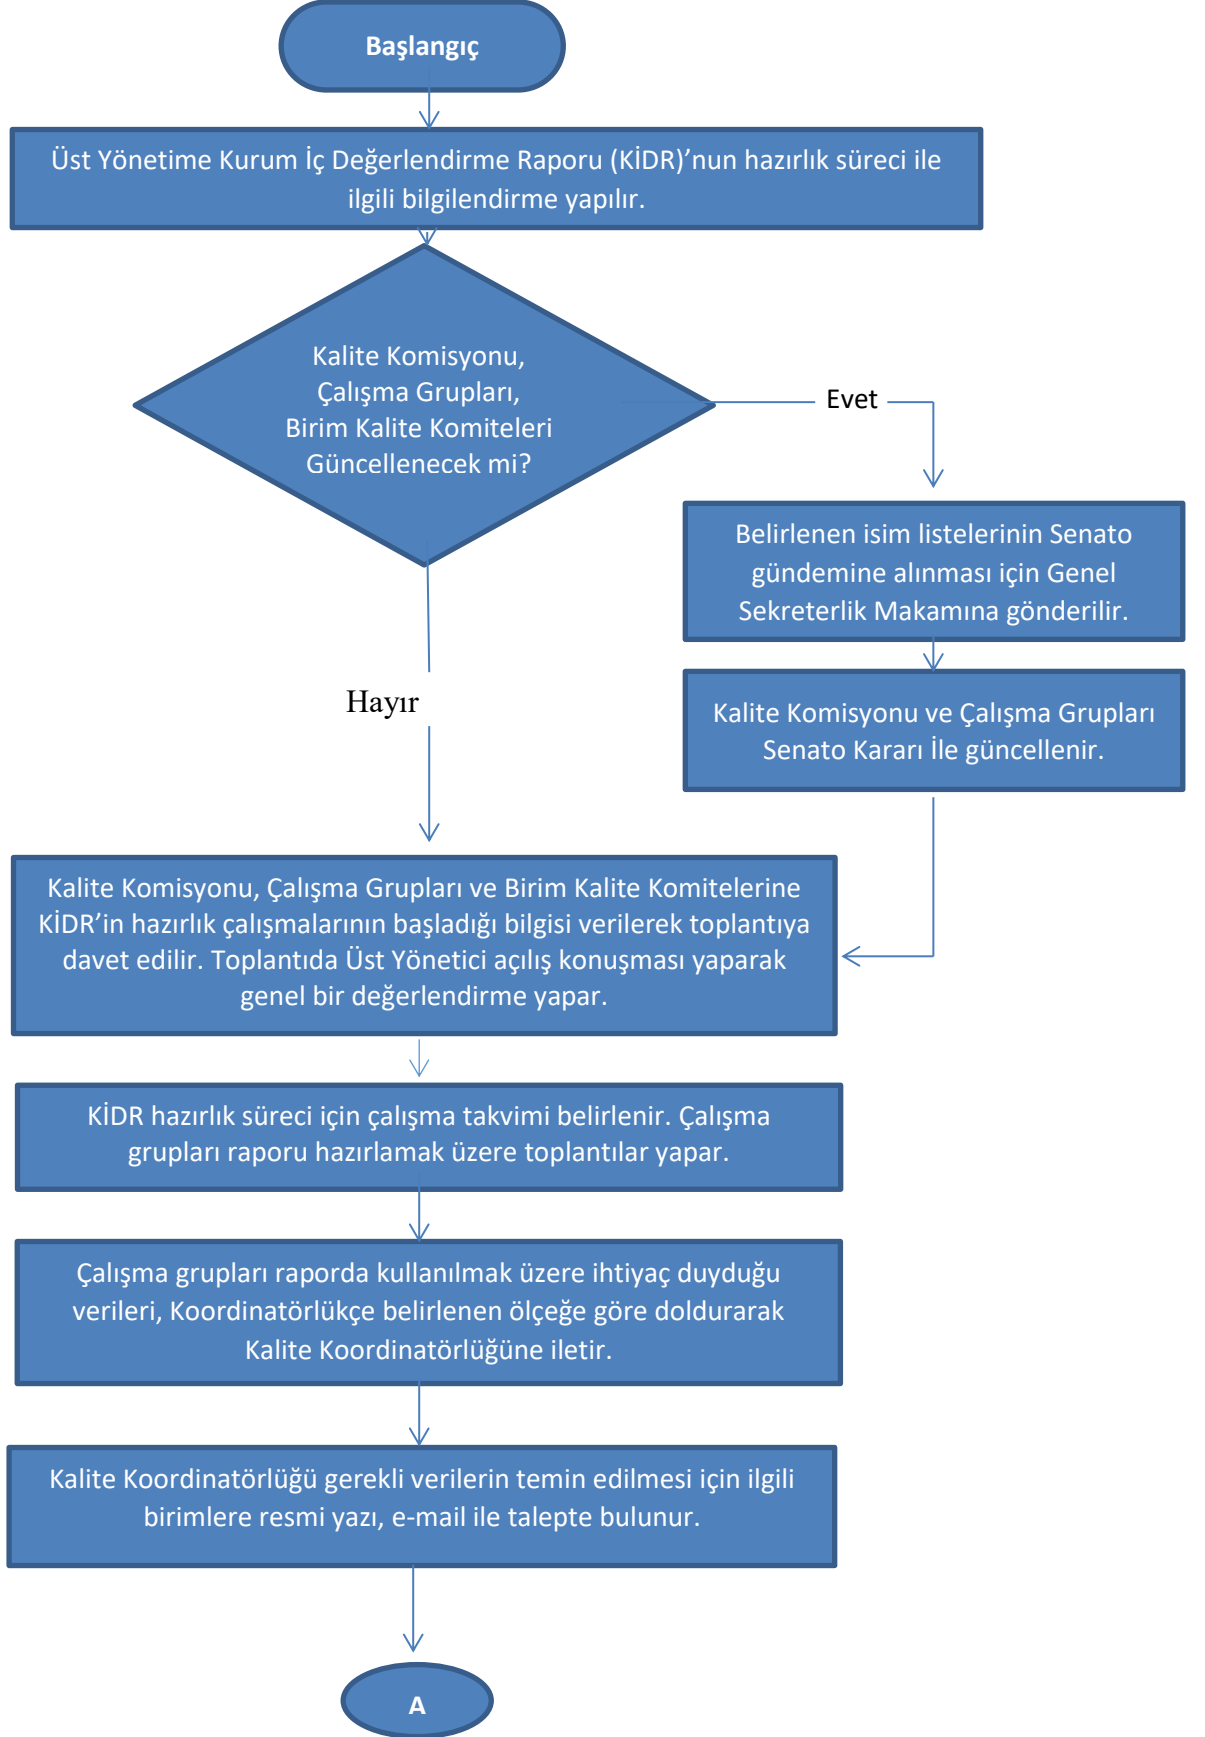 Başlangıç
Üst Yönetime Kurum İç Değerlendirme Raporu (KİDR)’nun hazırlık süreci ile
ilgili bilgilendirme yapılır.
Kalite Komisyonu,
Çalışma Grupları,
Birim Kalite Komiteleri
Güncellenecek mi?
Evet
Belirlenen isim listelerinin Senato
gündemine alınması için Genel
Sekreterlik Makamına gönderilir.
Kalite Komisyonu ve Çalışma Grupları
Senato Kararı İle güncellenir.
Hayır
Kalite Komisyonu, Çalışma Grupları ve Birim Kalite Komitelerine
KİDR’in hazırlık çalışmalarının başladığı bilgisi verilerek toplantıya
davet edilir. Toplantıda Üst Yönetici açılış konuşması yaparak
genel bir değerlendirme yapar.
KİDR hazırlık süreci için çalışma takvimi belirlenir. Çalışma
grupları raporu hazırlamak üzere toplantılar yapar.
Çalışma grupları raporda kullanılmak üzere ihtiyaç duyduğu
verileri, Koordinatörlükçe belirlenen ölçeğe göre doldurarak
Kalite Koordinatörlüğüne iletir.
Kalite Koordinatörlüğü gerekli verilerin temin edilmesi için ilgili
birimlere resmi yazı, e-mail ile talepte bulunur.
A